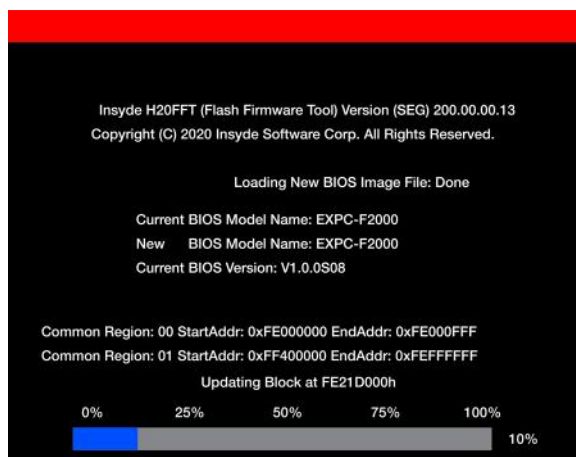 Insyde H20FFT (Flash Firmware Tool) Version (SEG) 200.00.00.13
Copyright (C) 2020 Insyde Software Corp. All Rights Reserved.
Loading New BIOS Image File: Done
Current BIOS Model Name: EXPC-F2000
New BIOS Model Name: EXPC-F2000
Current BIOS Version: V1.0.0S08
Common Region: 00 StartAddr: 0xFE000000 EndAddr: 0xFE000FFF
Common Region: 01 StartAddr: 0xFF400000 EndAddr: 0xFEFFFFFF
Updating Block at FE21D000h
0% 25% 50% 75% 100%
10%